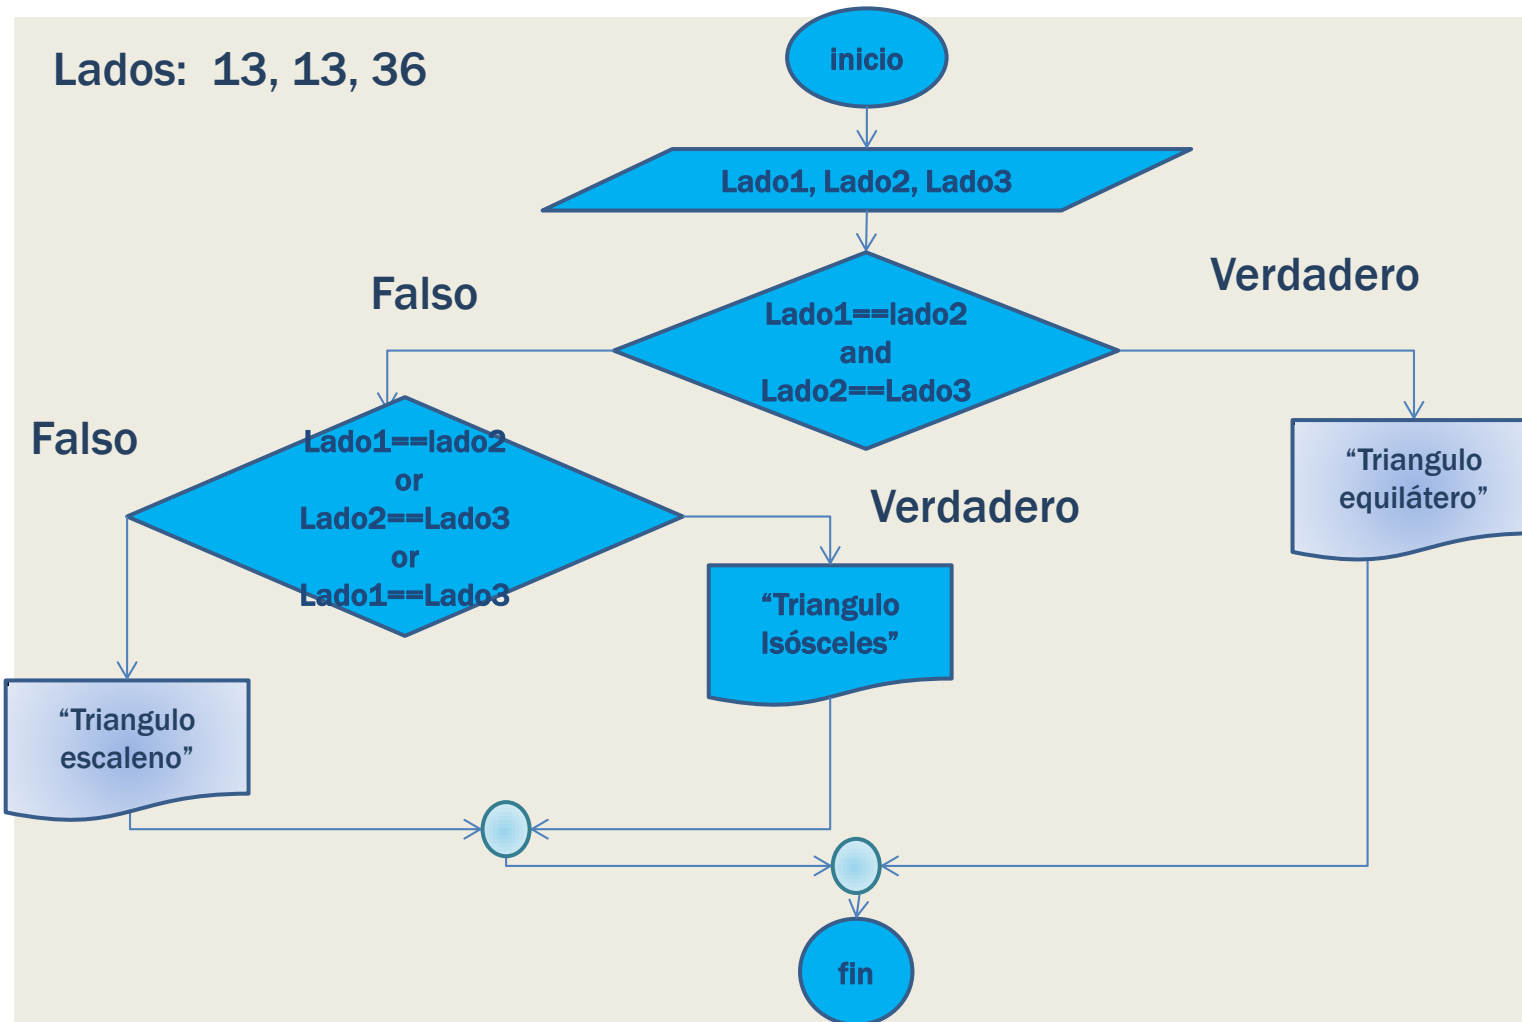 Lados: 13, 13, 36
inicio
Lado1, Lado2, Lado3
Falso
Verdadero
Lado1==lado2
and
Lado2==Lado3
Falso
Lado1==lado2
or
Lado2==Lado3
or
Lado1==Lado3
Verdadero
“Triangulo
equilátero”
“Triangulo
Isósceles”
“Triangulo
escaleno”
fin